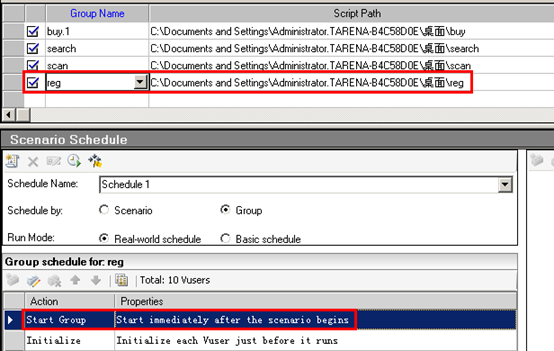 Group Name Script Path
buy.1 C:\Documents and Settings\Administrator.TARENA-B4C58D0E\桌面\buy
search C:\Documents and Settings\Administrator.TARENA-B4C58D0E\桌面\search
scan C:\Documents and Settings\Administrator.TARENA-B4C58D0E\桌面\scan
reg C:\Documents and Settings\Administrator.TARENA-B4C58D0E\桌面\reg
Scenario Schedule
Schedule Name: Schedule 1
Schedule by: Scenario Group
Run Mode: Real-world schedule Basic schedule
Group schedule for: reg
Total: 10 Vusers
Action Properties
Start Group Start immediately after the scenario begins
Initialize Initialize each Vuser just before it runs